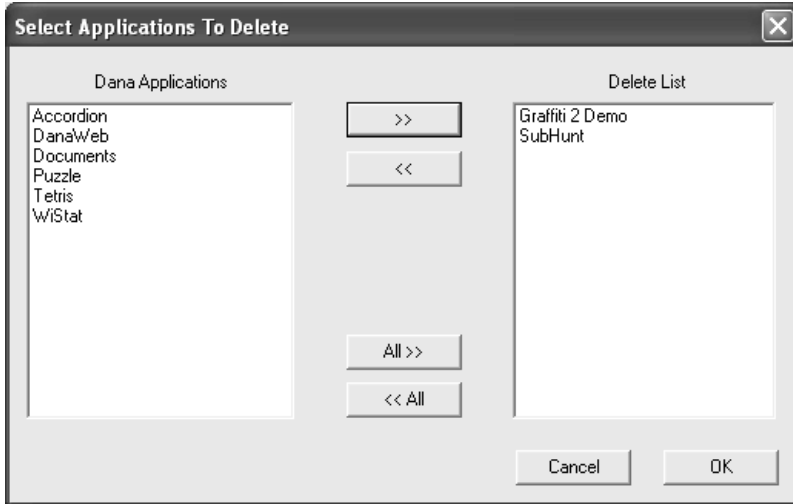 Select Applications To Delete
Dana Applications
Delete List
Accordion
DanaWeb
Documents
Puzzle
Tetris
WiStat
>>
<<
All >>
<< All
Graffiti 2 Demo
SubHunt
Cancel
OK